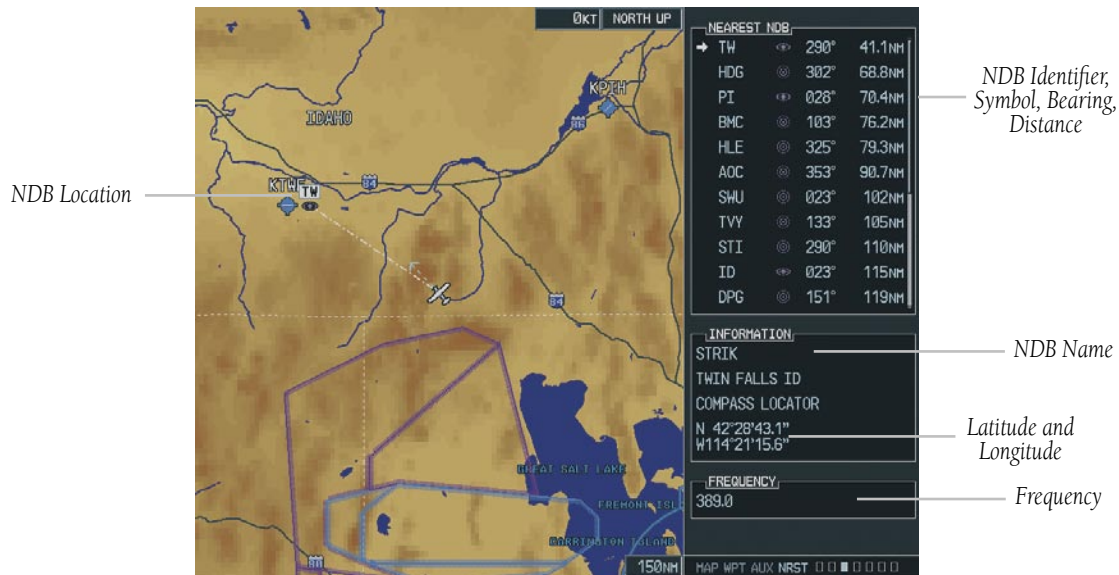 0KT NORTH UP
IDAHO
KPIH
86
KTWF
TW
84
84
GREAT SALT LAKE
FREMONT ISL
CARRINGTON ISLAND
80
150NM
NEAREST NDB
TW 290° 41.1NM
HDG 302° 68.8NM
PI 028° 70.4NM
BMC 103° 76.2NM
HLE 325° 79.3NM
AOC 353° 90.7NM
SWU 023° 102NM
TVY 133° 105NM
STI 290° 110NM
ID 023° 115NM
DPG 151° 119NM
INFORMATION
STRIK
TWIN FALLS ID
COMPASS LOCATOR
N 42°28'43.1"
W114°21'15.6"
FREQUENCY
389.0
MAP WPT AUX NRST
NDB Location
NDB Identifier,
Symbol, Bearing,
Distance
NDB Name
Latitude and
Longitude
Frequency